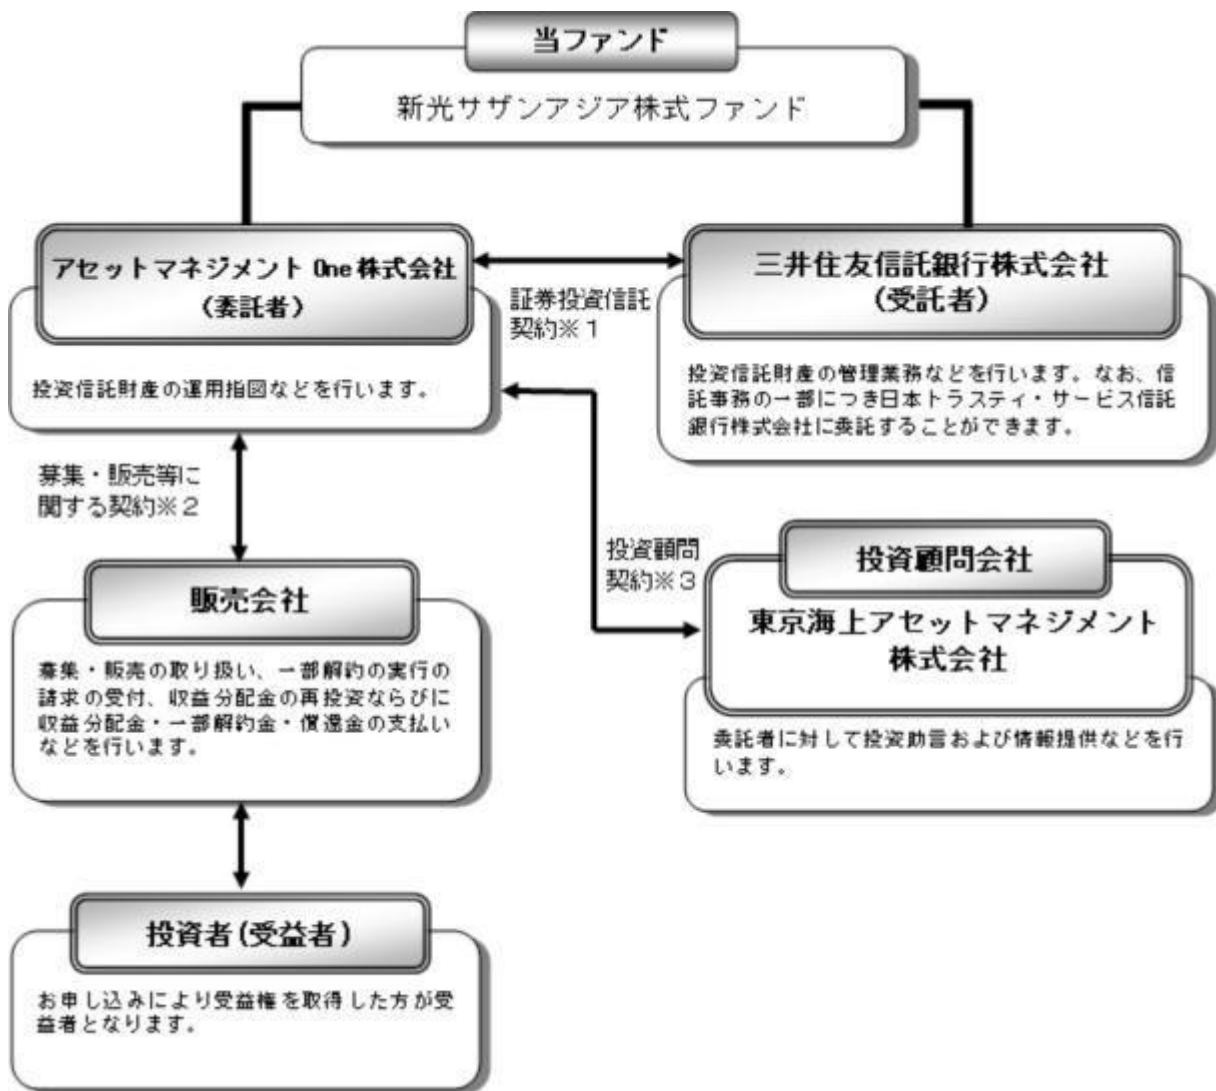 当ファンド
新光サザンアジア株式ファンド
アセットマネジメント One 株式会社
(委託者)
証券投資信託
契約※1
三井住友信託銀行株式会社
(受託者)
投資信託財産の運用指図などを行います。
投資信託財産の管理業務などを行います。なお、信
託事務の一部につき日本トラスティ・サービス信託
銀行株式会社に委託することができます。
募集・販売等に
関する契約※2
投資顧問
契約※3
投資顧問会社
東京海上アセットマネジメント
株式会社
委託者に対して投資助言および情報提供などを行
います。
販売会社
募集・販売の取り扱い、一部解約の実行の
請求の受付、収益分配金の再投資ならびに
収益分配金・一部解約金・償還金の支払い
などを行います。
投資者(受益者)
お申し込みにより受益権を取得した方が受
益者となります。